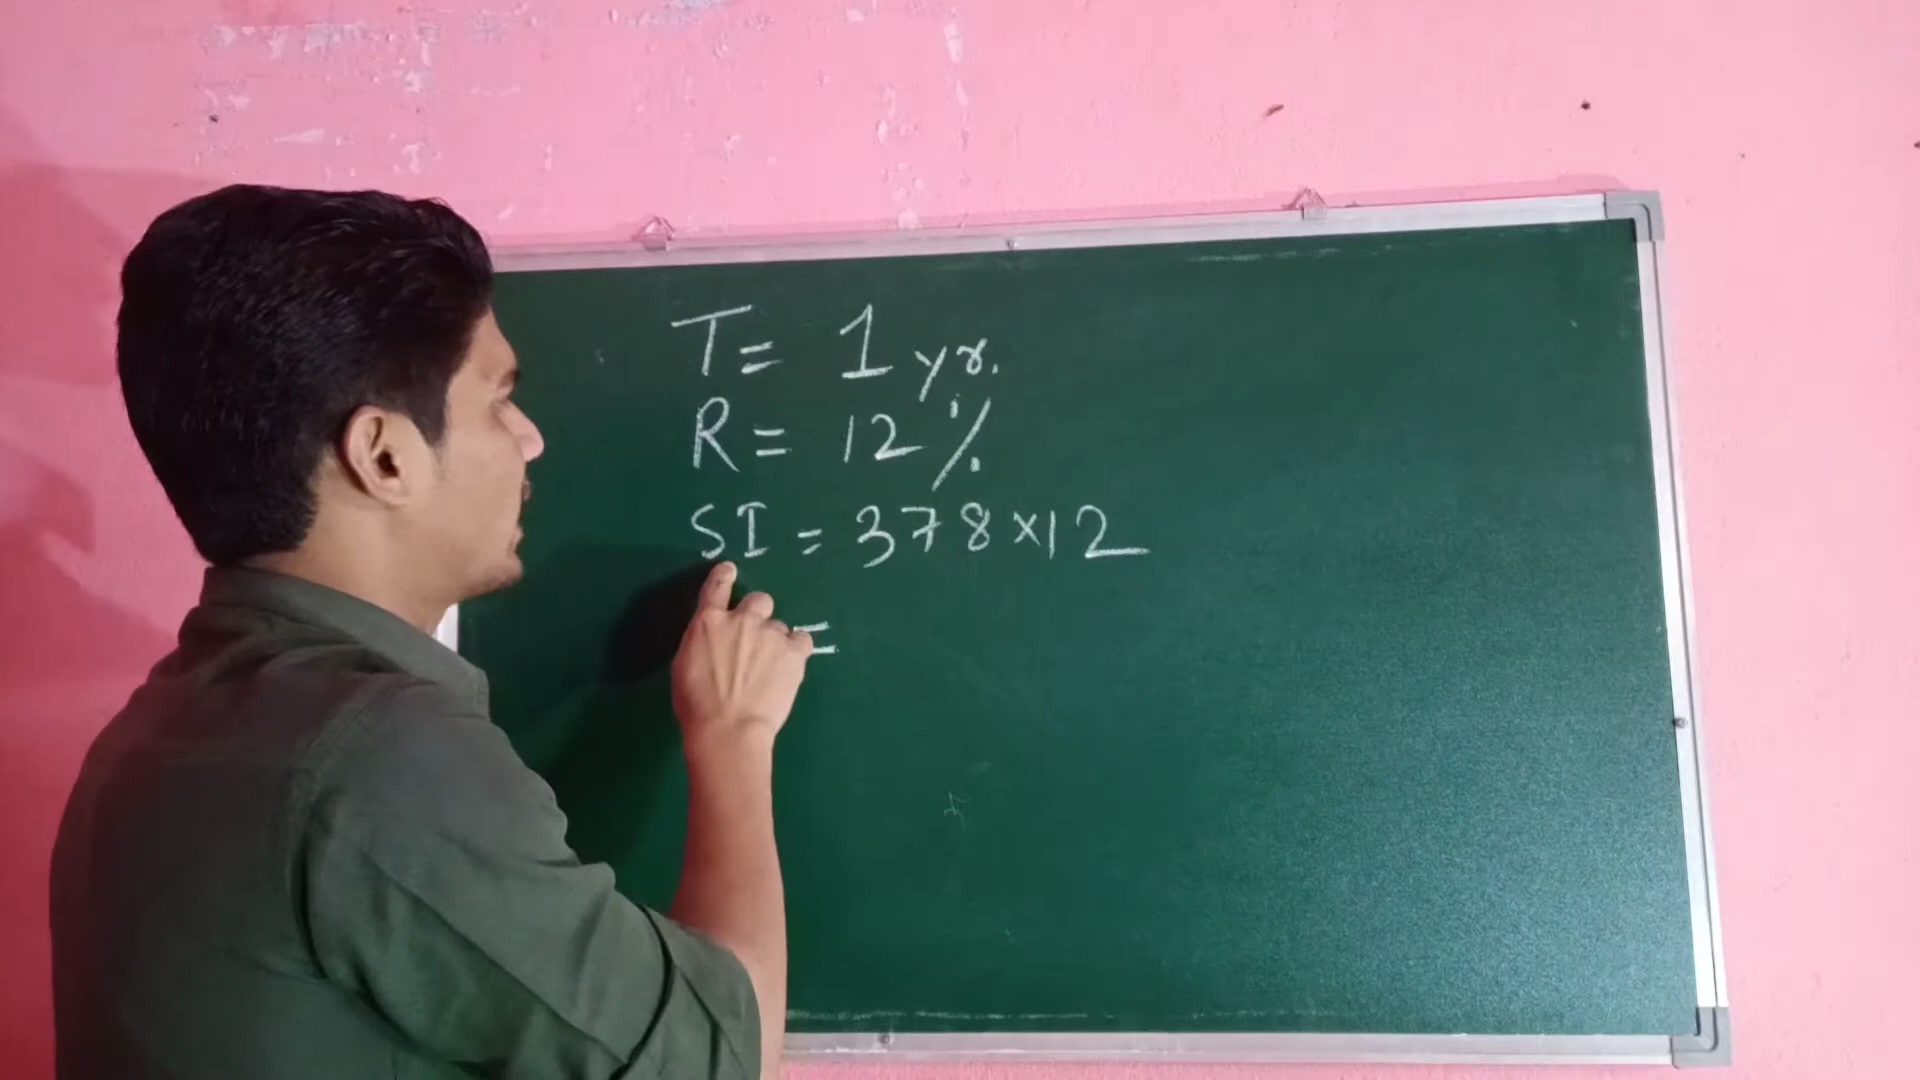 T = 1 yr.
R = 12 %
SI = 378 x 12
=